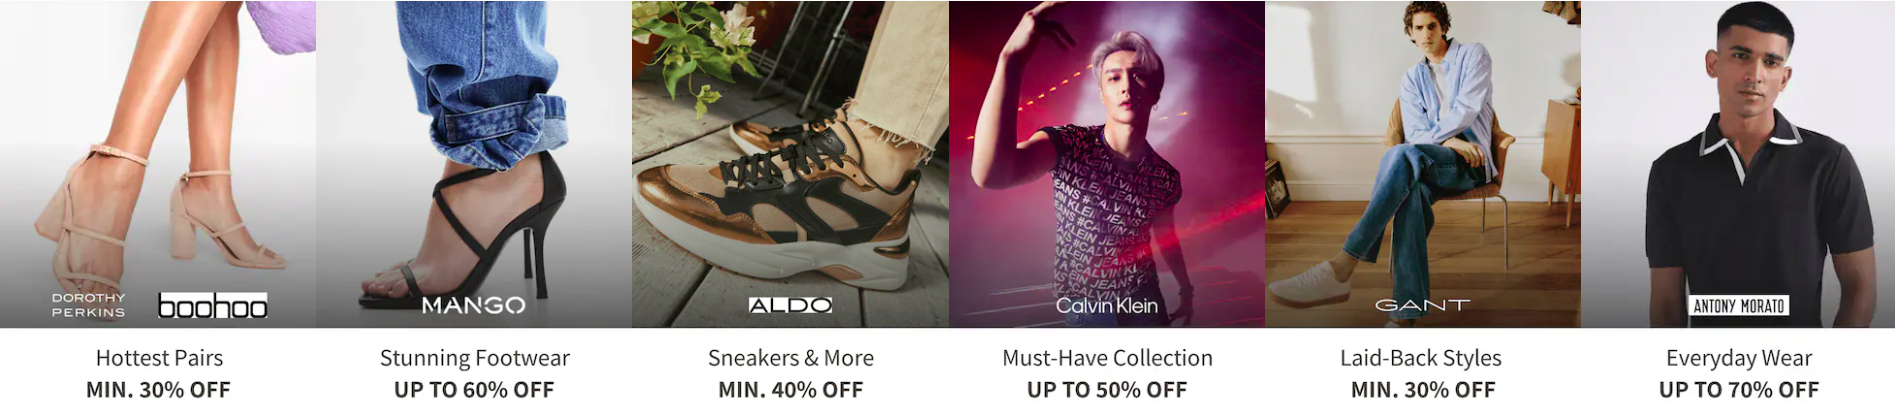 DOROTHY
PERKINS
boohoo
MANGO
ALDO
Calvin Klein
GANT
ANTONY MORATO
Hottest Pairs
MIN. 30% OFF
Stunning Footwear
UP TO 60% OFF
Sneakers & More
MIN. 40% OFF
Must-Have Collection
UP TO 50% OFF
Laid-Back Styles
MIN. 30% OFF
Everyday Wear
UP TO 70% OFF